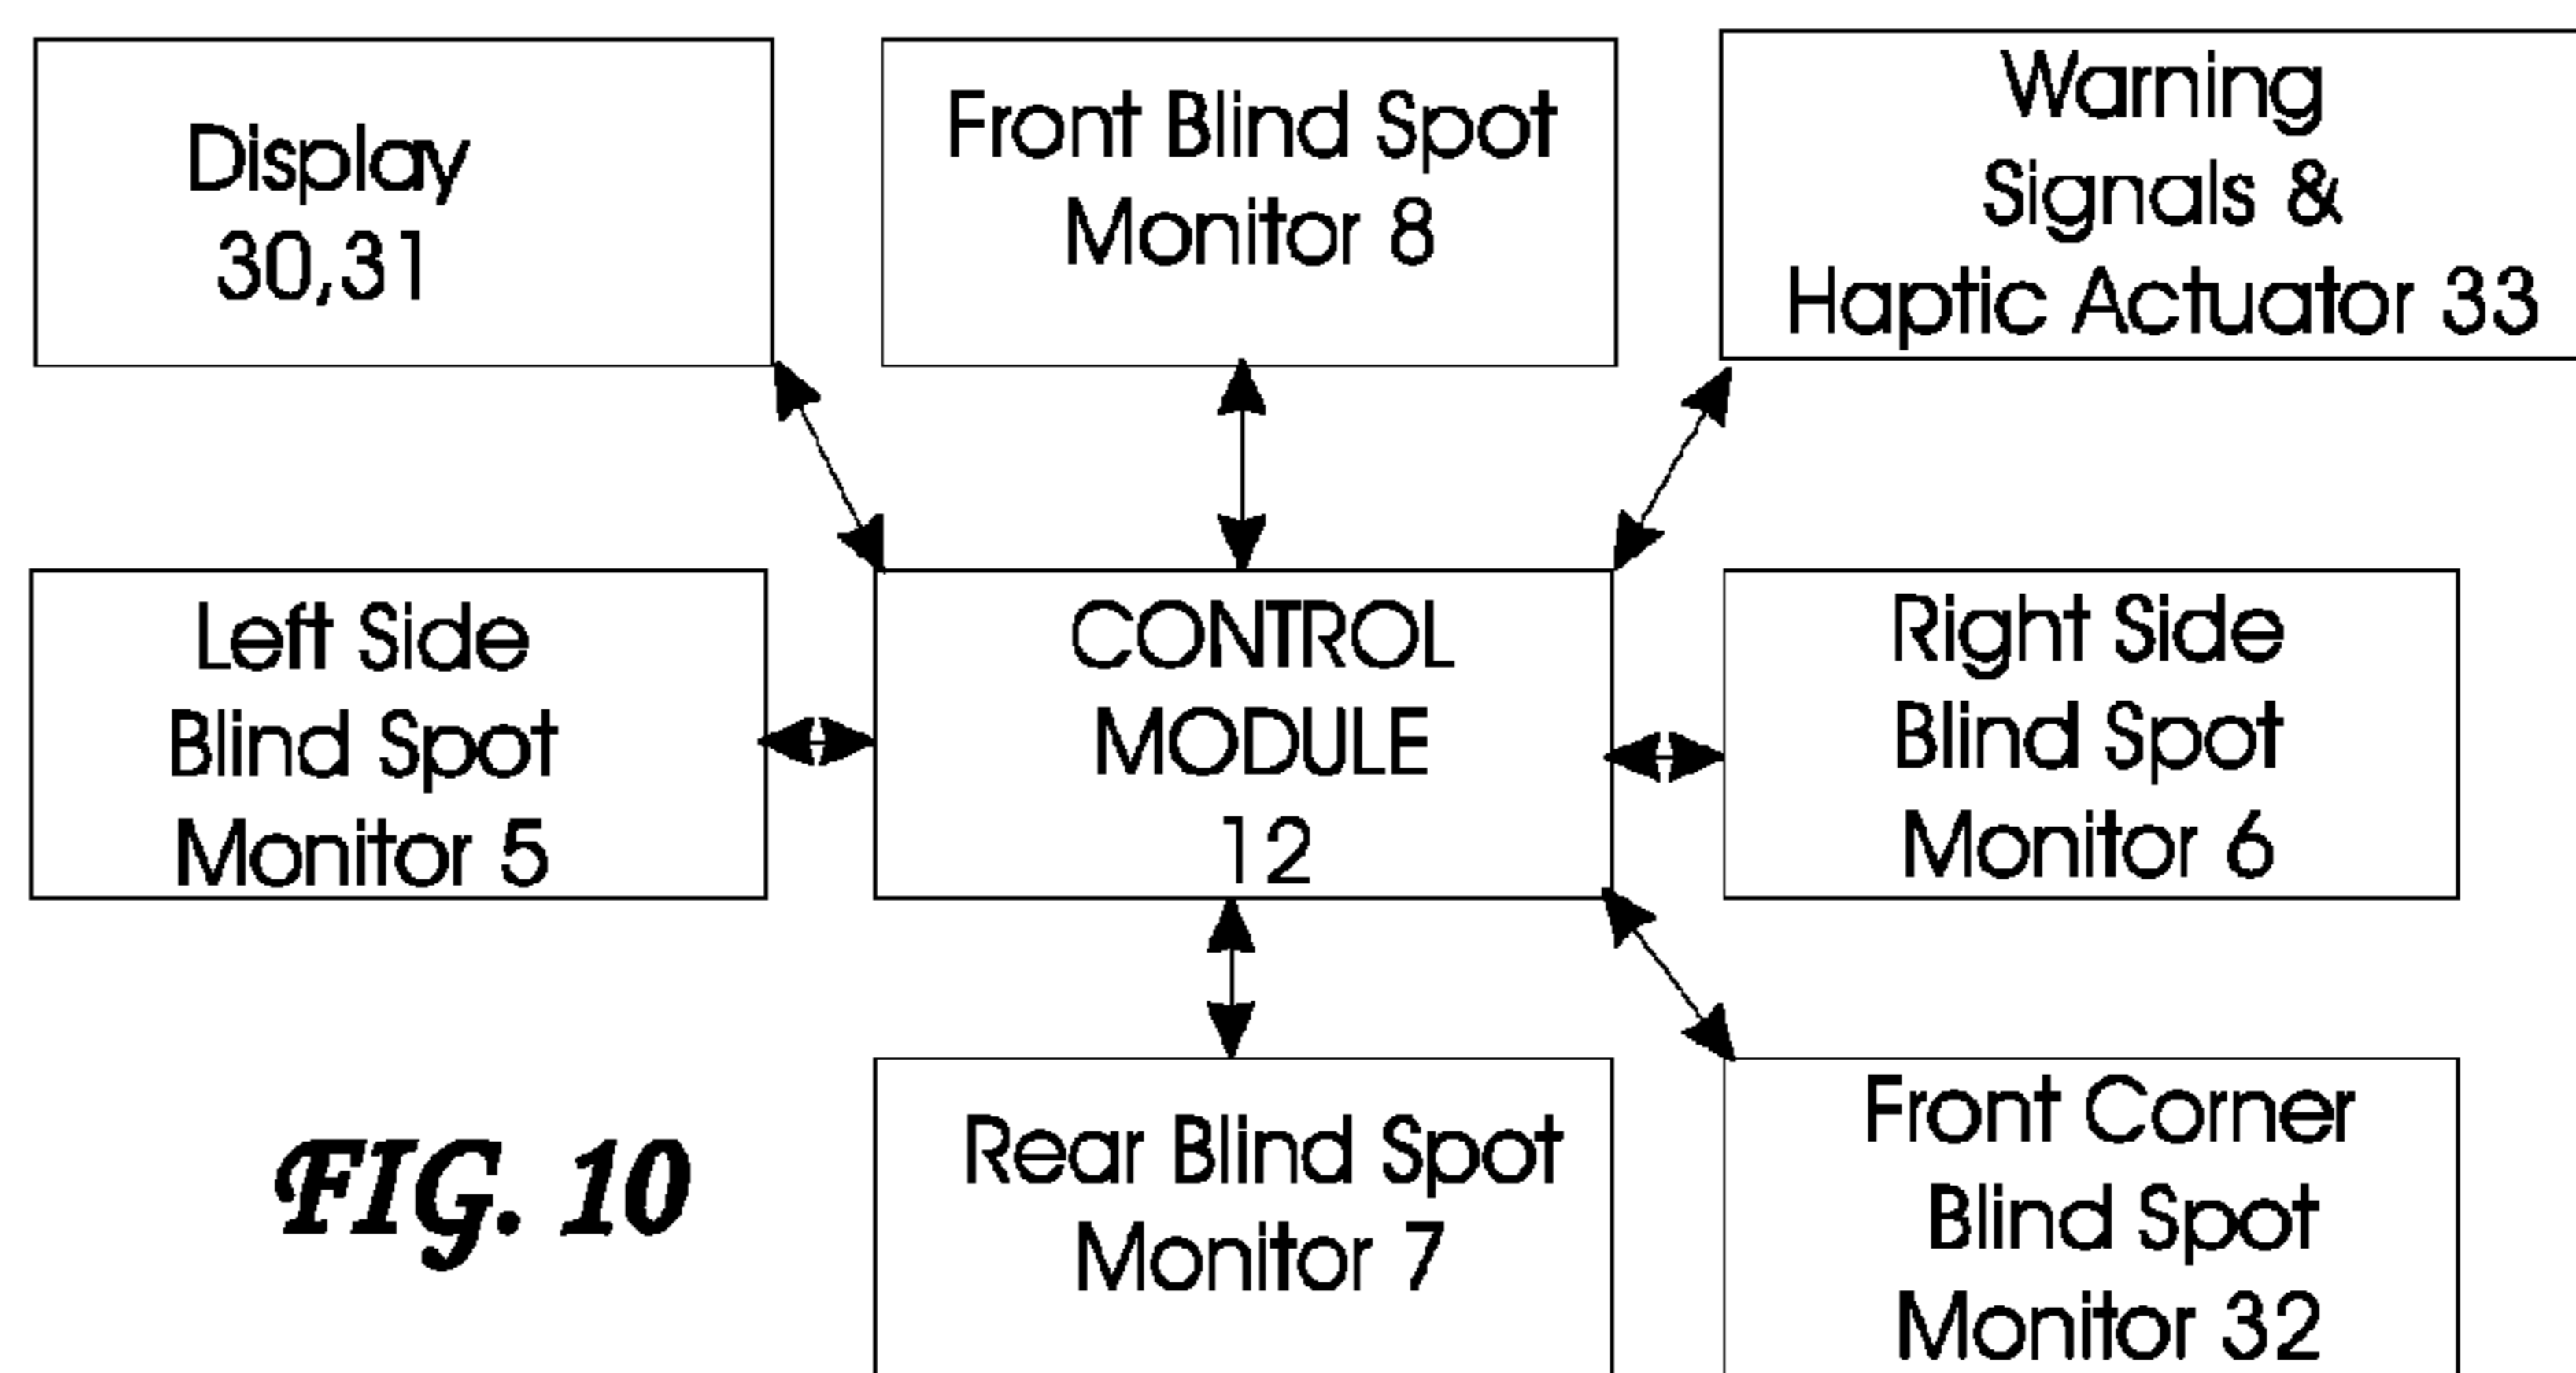 Display
30,31
Front Blind Spot
Monitor 8
Warning
Signals &
Haptic Actuator 33
Left Side
Blind Spot
Monitor 5
CONTROL
MODULE
12
Right Side
Blind Spot
Monitor 6
Rear Blind Spot
Monitor 7
Front Corner
Blind Spot
Monitor 32
FIG. 10